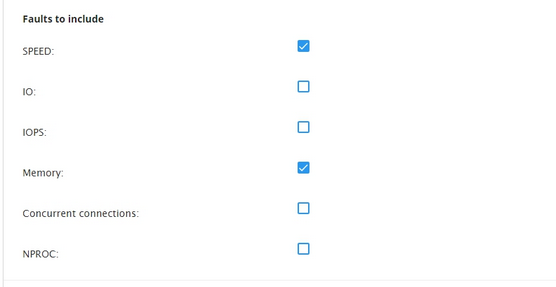 Faults to include
SPEED:
IO:
IOPS:
Memory:
Concurrent connections:
NPROC: